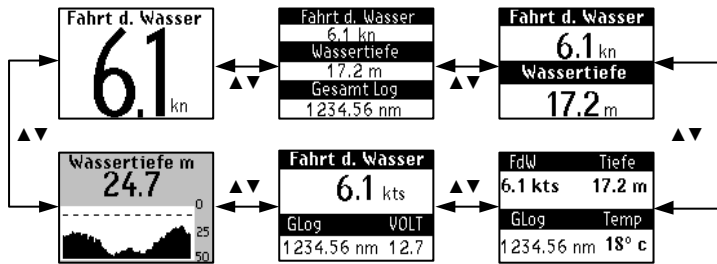 Fahrt d. Wasser
6.1 kn
▲▼
Fahrt d. Wasser
6.1 kn
Wassertiefe
17.2 m
Gesamt Log
1234.56 nm
▲▼
Fahrt d. Wasser
6.1 kn
Wassertiefe
17.2 m
▲▼
▲▼
Wassertiefe m
24.7
0
25
50
▲▼
Fahrt d. Wasser
6.1 kts
GLog VOLT
1234.56 nm 12.7
▲▼
FdW Tiefe
6.1 kts 17.2 m
GLog Temp
1234.56 nm 18° c